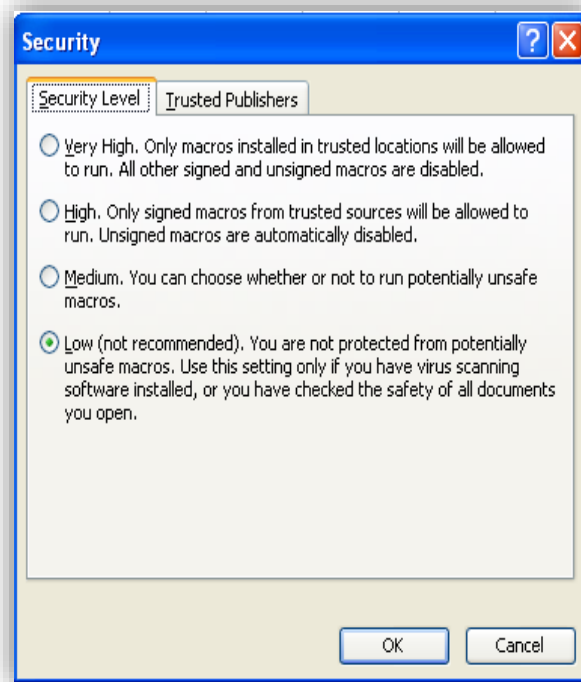 Security
Security Level
Trusted Publishers
Very High. Only macros installed in trusted locations will be allowed
to run. All other signed and unsigned macros are disabled.
High. Only signed macros from trusted sources will be allowed to
run. Unsigned macros are automatically disabled.
Medium. You can choose whether or not to run potentially unsafe
macros.
Low (not recommended). You are not protected from potentially
unsafe macros. Use this setting only if you have virus scanning
software installed, or you have checked the safety of all documents
you open.
OK
Cancel